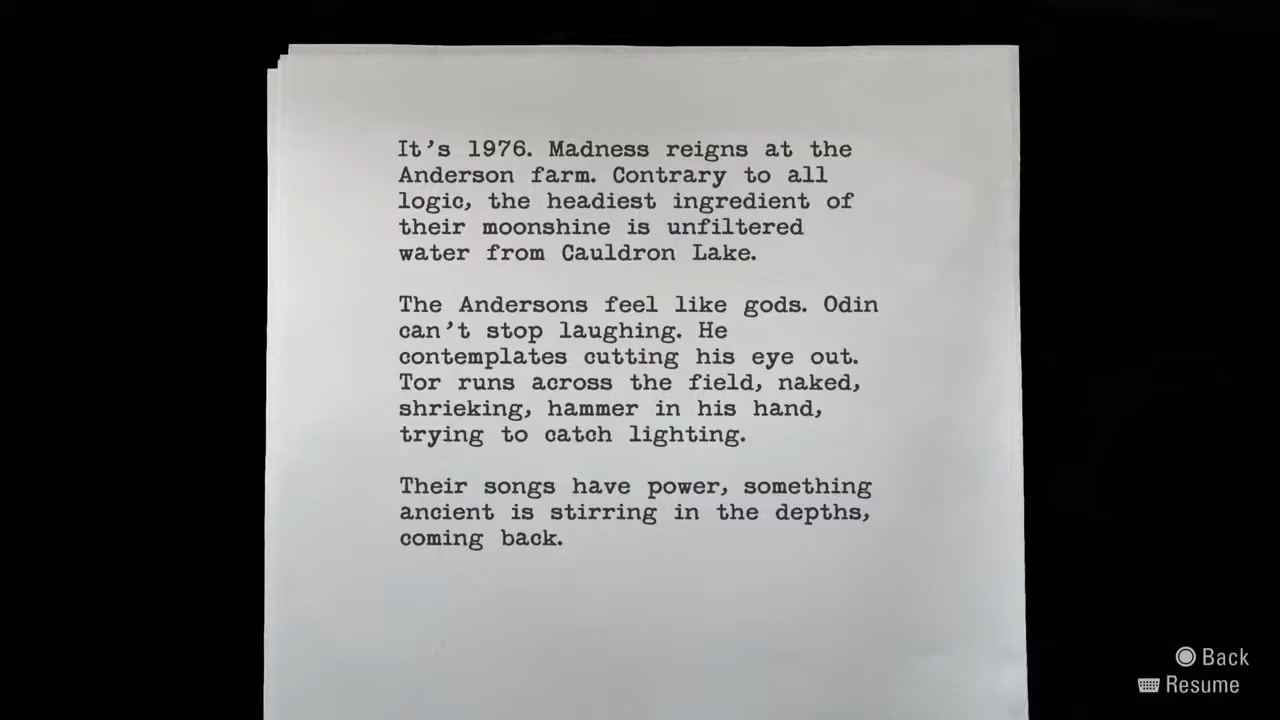 It's 1976. Madness reigns at the
Anderson farm. Contrary to all
logic, the headiest ingredient of
their moonshine is unfiltered
water from Cauldron Lake.
The Andersons feel like gods. Odin
can't stop laughing. He
contemplates cutting his eye out.
Tor runs across the field, naked,
shrieking, hammer in his hand,
trying to catch lighting.
Their songs have power, something
ancient is stirring in the depths,
coming back.
Back
Resume